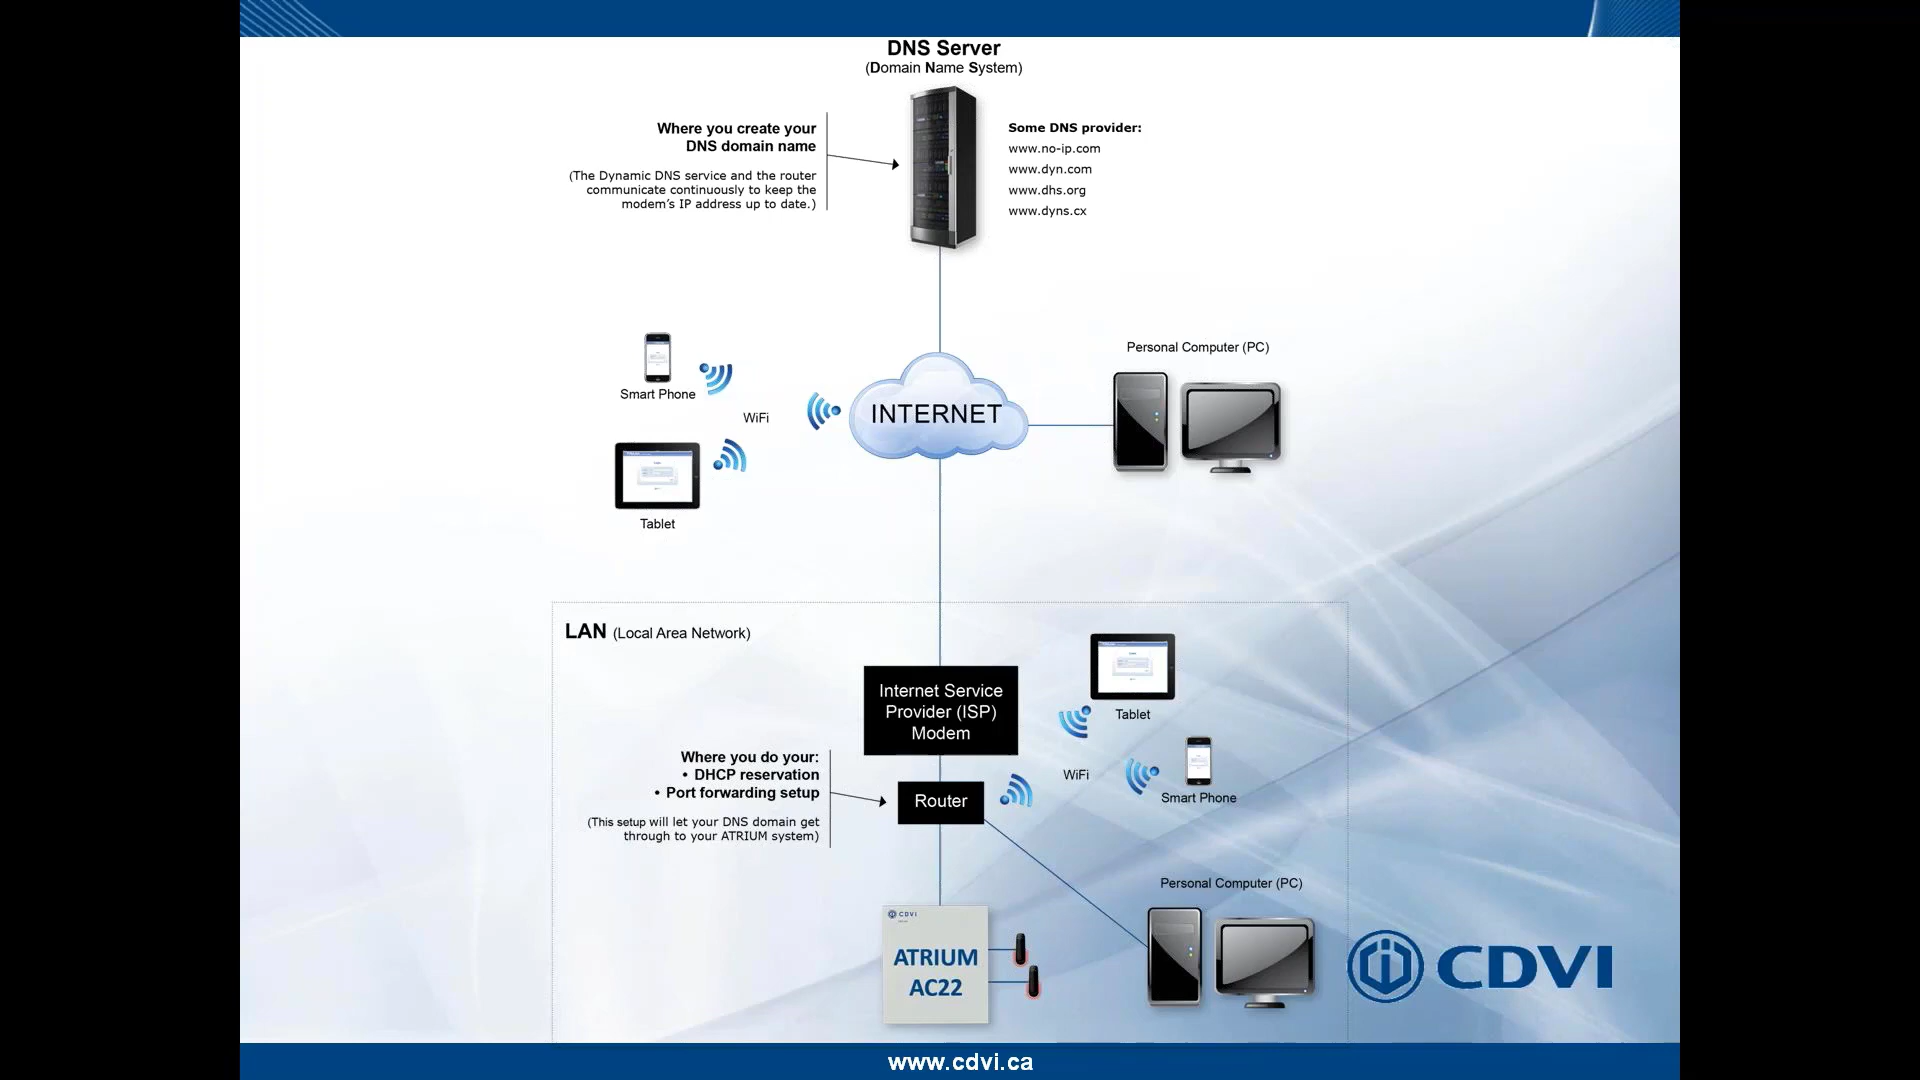 DNS Server
(Domain Name System)
Where you create your
DNS domain name
(The Dynamic DNS service and the router
communicate continuously to keep the
modem's IP address up to date.)
Some DNS provider:
www.no-ip.com
www.dyn.com
www.dhs.org
www.dyns.cx
Smart Phone
WiFi
Tablet
INTERNET
Personal Computer (PC)
LAN (Local Area Network)
Internet Service
Provider (ISP)
Modem
Tablet
WiFi
Smart Phone
Where you do your:
• DHCP reservation
• Port forwarding setup
(This setup will let your DNS domain get
through to your ATRIUM system)
Router
Personal Computer (PC)
CDVI
ATRIUM
AC22
CDVI
www.cdvi.ca